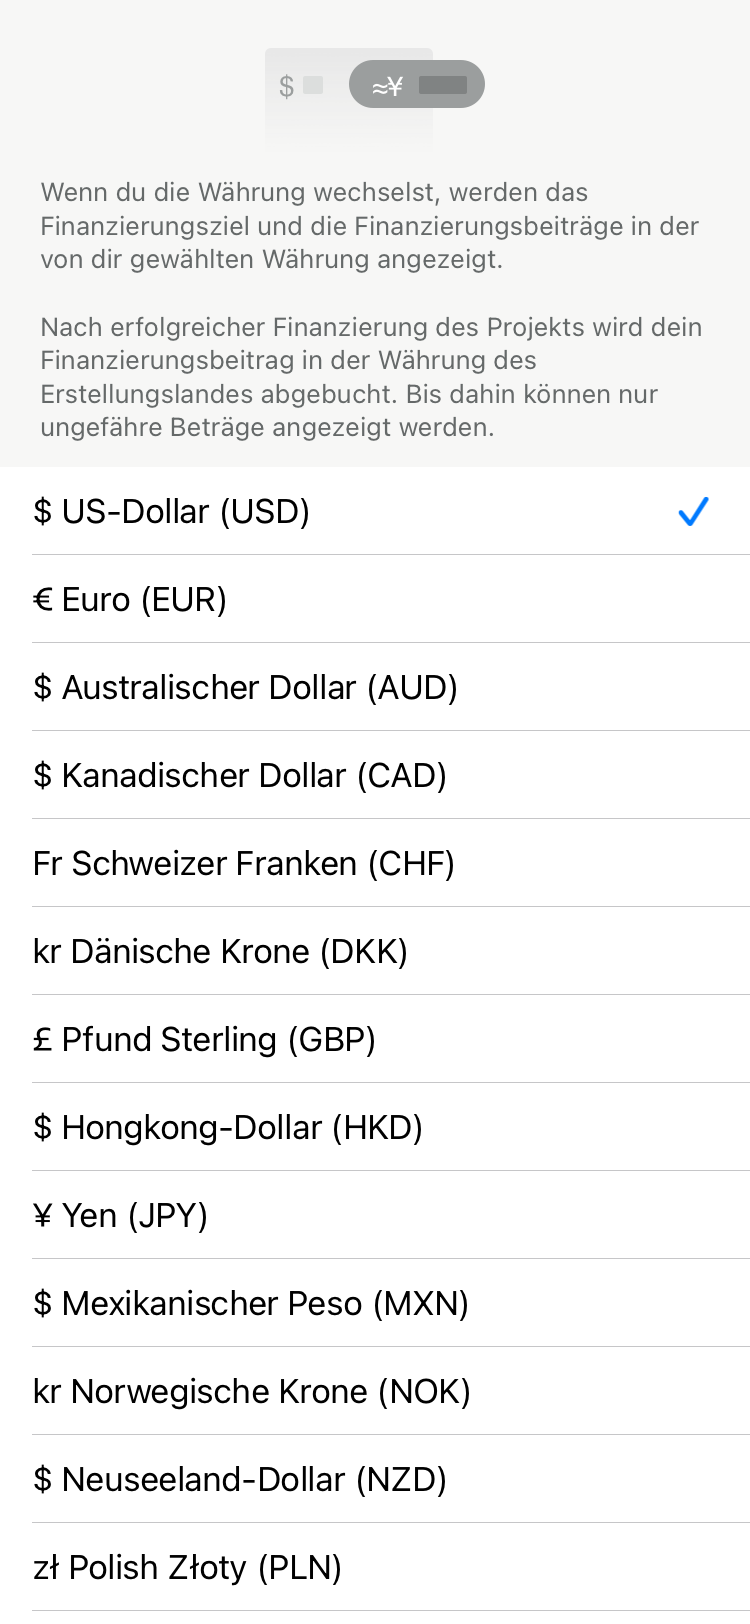 $
≈¥
Wenn du die Währung wechselst, werden das
Finanzierungsziel und die Finanzierungsbeiträge in der
von dir gewählten Währung angezeigt.
Nach erfolgreicher Finanzierung des Projekts wird dein
Finanzierungsbeitrag in der Währung des
Erstellungslandes abgebucht. Bis dahin können nur
ungefähre Beträge angezeigt werden.
$ US-Dollar (USD)
€ Euro (EUR)
$ Australischer Dollar (AUD)
$ Kanadischer Dollar (CAD)
Fr Schweizer Franken (CHF)
kr Dänische Krone (DKK)
£ Pfund Sterling (GBP)
$ Hongkong-Dollar (HKD)
¥ Yen (JPY)
$ Mexikanischer Peso (MXN)
kr Norwegische Krone (NOK)
$ Neuseeland-Dollar (NZD)
zł Polish Złoty (PLN)